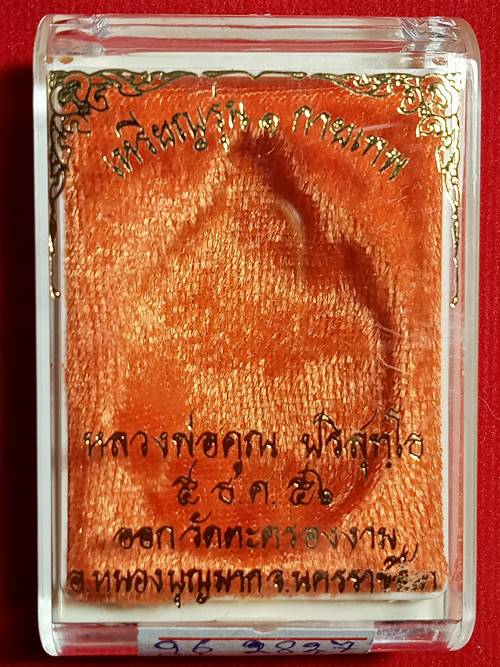 เหรียญรุ่น ๑ กายเทพ
หลวงพ่อคูณ ปริสุทฺโธ
๕ ธ ค. ๕๖
ออก วัดตะครองงาม
อ.หนองบุญมาก จ.นครราชสีมา